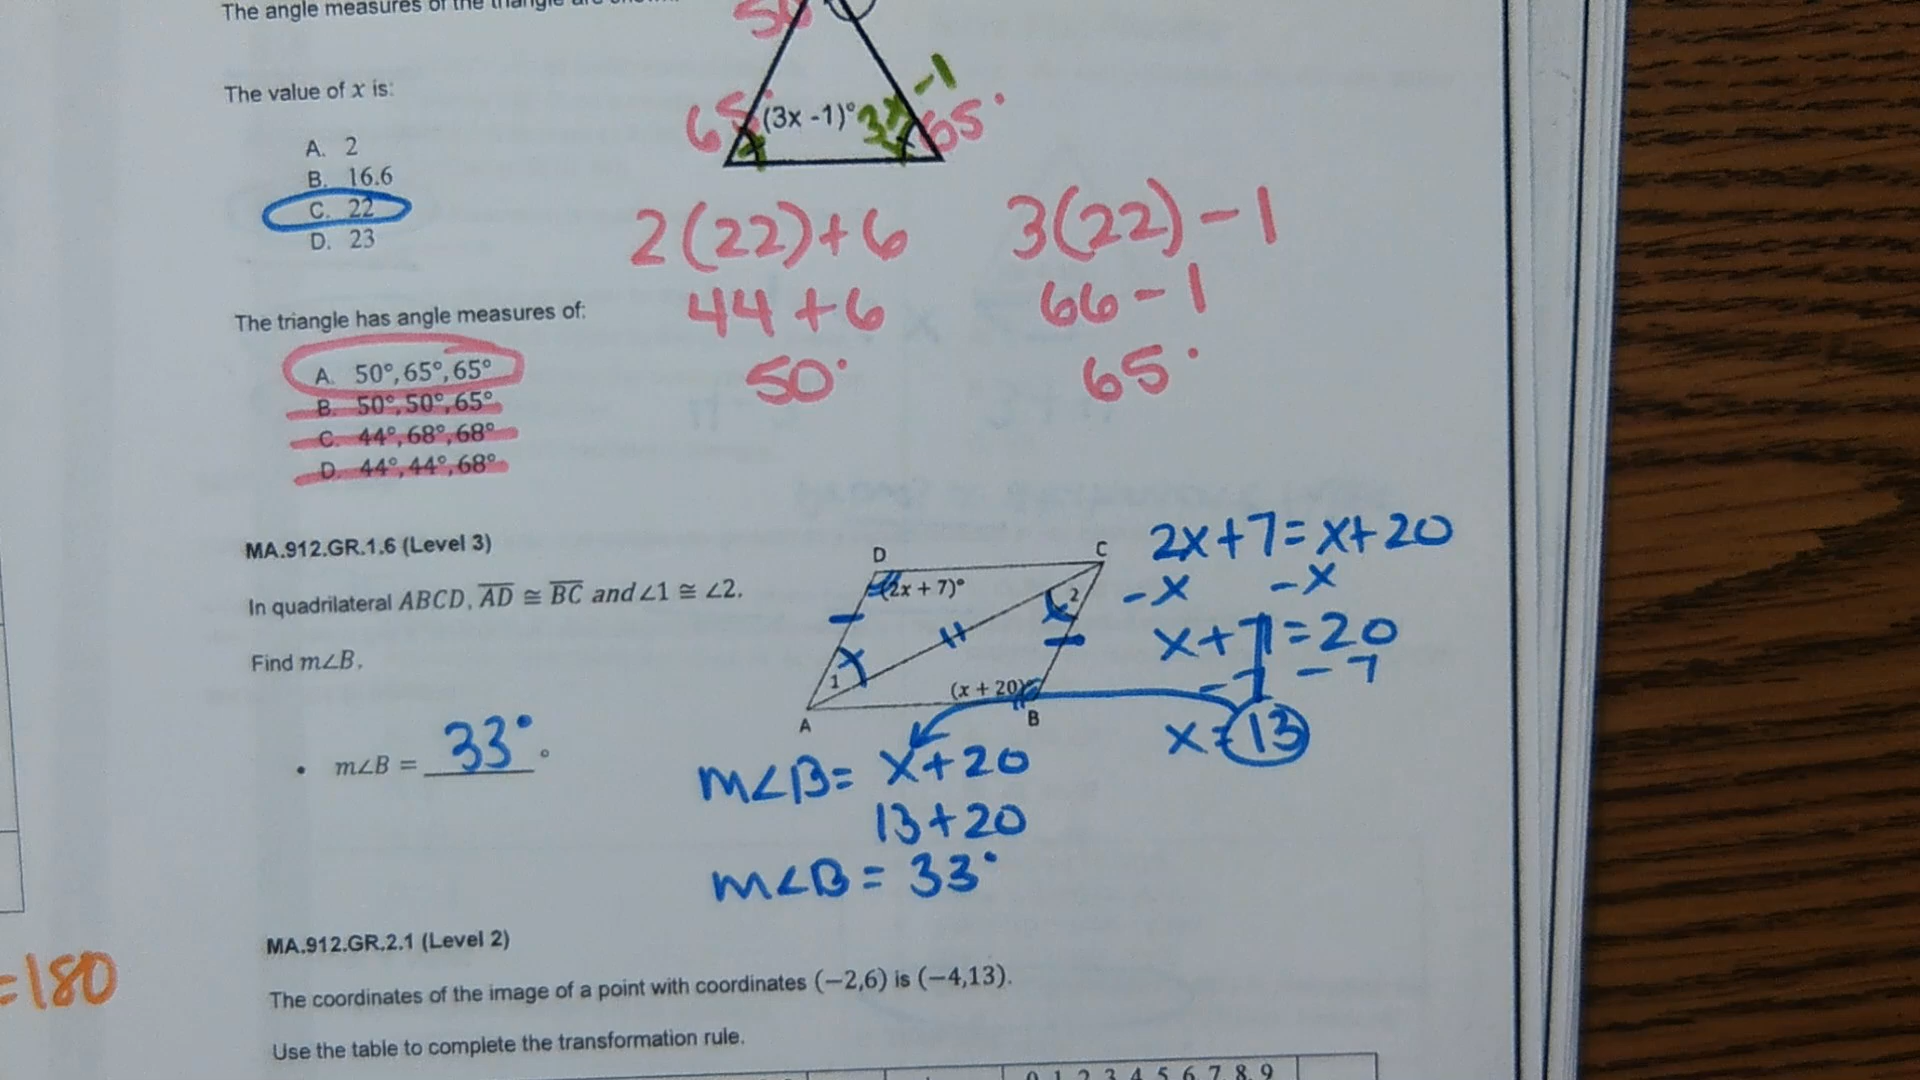 The angle measures of the triangle are shown.
50
-1
65° (3x -1)° 3x 65°
The value of x is:
A. 2
B. 16.6
C. 22
D. 23
2(22)+6
44+6
50°
3(22)-1
66-1
65°
The triangle has angle measures of:
A. 50°,65°,65°
B. 50°,50°,65°
C. 44°,68°,68°
D. 44°,44°,68°
MA.912.GR.1.6 (Level 3)
In quadrilateral ABCD, A̅D̅ ≅ B̅C̅ and ∠1 ≅ ∠2.
Find m∠B.
• m∠B = 33° °
D C
(2x + 7)° 2
1 (x + 20)
A B
2x+7=x+20
-x -x
x+7=20
-7 -7
x=13
m∠B= x+20
13+20
m∠B = 33°
=180
MA.912.GR.2.1 (Level 2)
The coordinates of the image of a point with coordinates (−2,6) is (−4,13).
Use the table to complete the transformation rule.
0 1 2 3 4 5 6 7 8 9